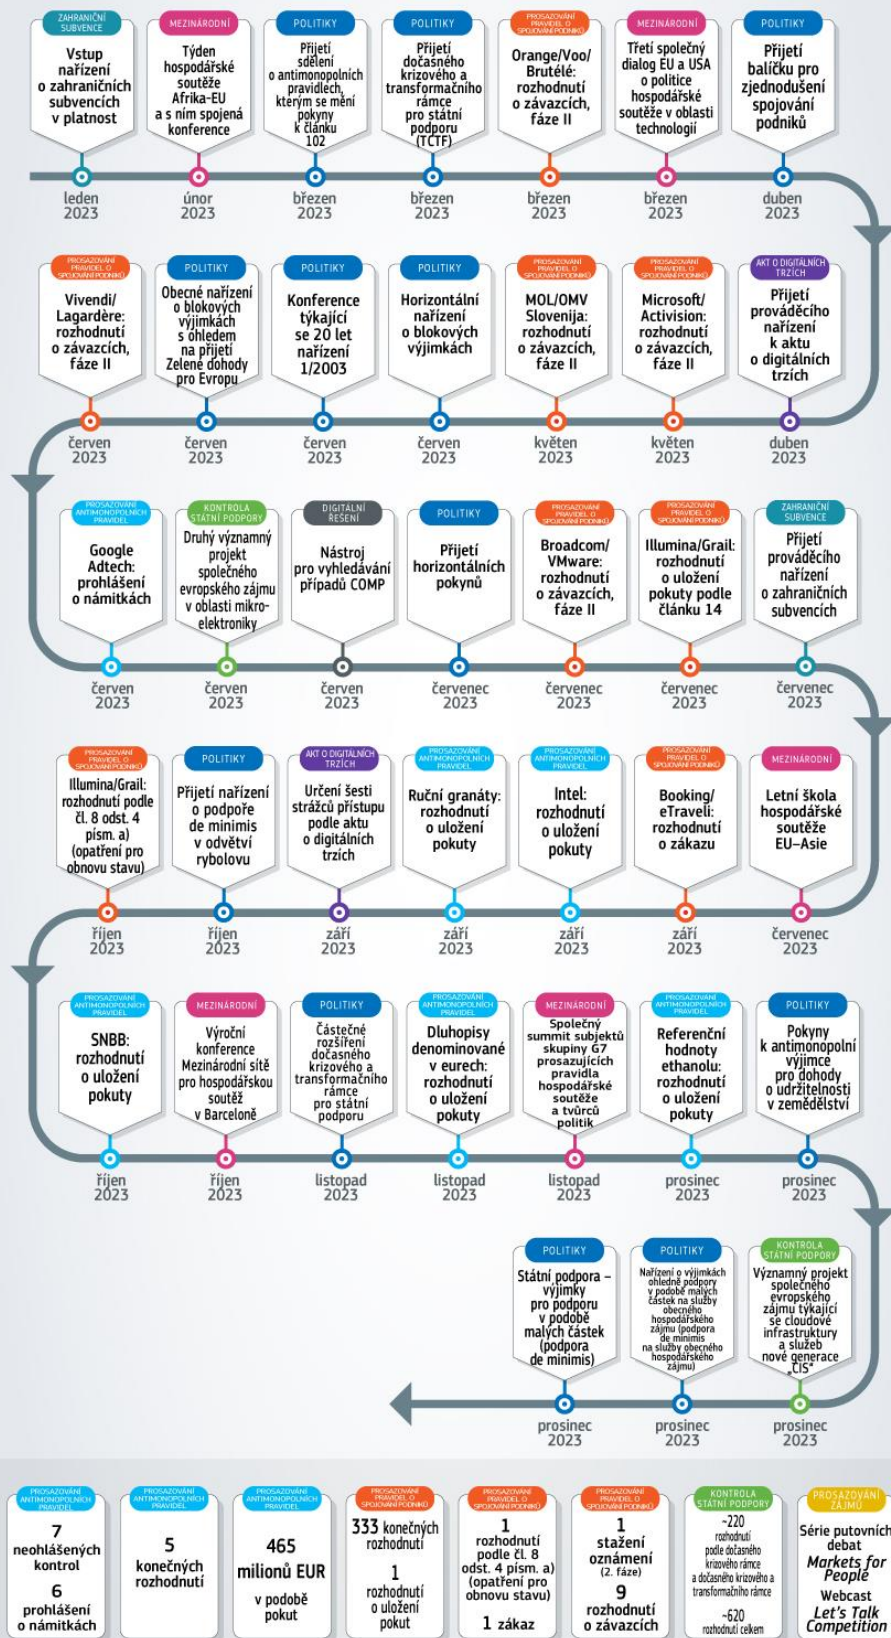 ZAHRANIČNÍ
SUBVENCE
Vstup
nařízení
o zahraničních
subvencích
v platnost
leden
2023
MEZINÁRODNÍ
Týden
hospodářské
soutěže
Afrika-EU
a s ním spojená
konference
únor
2023
POLITIKY
Přijetí
sdělení
o antimonopolních
pravidlech,
kterým se mění
pokyny
k článku
102
březen
2023
POLITIKY
Přijetí
dočasného
krizového a
transformačního
rámce
pro státní
podporu
(TCTF)
březen
2023
PROSAZOVÁNÍ
PRAVIDEL O
SPOJOVÁNÍ PODNIKŮ
Orange/Voo/
Brutélé:
rozhodnutí
o závazcích,
fáze II
březen
2023
MEZINÁRODNÍ
Třetí společný
dialog EU a USA
o politice
hospodářské
soutěže v oblasti
technologií
březen
2023
POLITIKY
Přijetí
balíčku pro
zjednodušení
spojování
podniků
duben
2023
PROSAZOVÁNÍ
PRAVIDEL O
SPOJOVÁNÍ PODNIKŮ
Vivendi/
Lagardère:
rozhodnutí
o závazcích,
fáze II
červen
2023
POLITIKY
Obecné nařízení
o blokových
výjimkách
s ohledem
na přijetí
Zelené dohody
pro Evropu
červen
2023
POLITIKY
Konference
týkající
se 20 let
nařízení
1/2003
červen
2023
POLITIKY
Horizontální
nařízení
o blokových
výjimkách
červen
2023
PROSAZOVÁNÍ
PRAVIDEL O
SPOJOVÁNÍ PODNIKŮ
MOL/OMV
Slovenija:
rozhodnutí
o závazcích,
fáze II
květen
2023
PROSAZOVÁNÍ
PRAVIDEL O
SPOJOVÁNÍ PODNIKŮ
Microsoft/
Activision:
rozhodnutí
o závazcích,
fáze II
květen
2023
AKT O DIGITÁLNÍCH
TRZÍCH
Přijetí
prováděcího
nařízení
k aktu
o digitálních
trzích
duben
2023
PROSAZOVÁNÍ
ANTIMONOPOLNÍCH
PRAVIDEL
Google
Adtech:
prohlášení
o námitkách
červen
2023
KONTROLA
STÁTNÍ PODPORY
Druhý významný
projekt
společného
evropského zájmu
v oblasti mikro-
elektroniky
červen
2023
DIGITÁLNÍ
ŘEŠENÍ
Nástroj
pro vyhledávání
případů COMP
červen
2023
POLITIKY
Přijetí
horizontálních
pokynů
červenec
2023
PROSAZOVÁNÍ
PRAVIDEL O
SPOJOVÁNÍ PODNIKŮ
Broadcom/
VMware:
rozhodnutí
o závazcích,
fáze II
červenec
2023
PROSAZOVÁNÍ
PRAVIDEL O
SPOJOVÁNÍ PODNIKŮ
Illumina/Grail:
rozhodnutí
o uložení
pokuty podle
článku 14
červenec
2023
ZAHRANIČNÍ
SUBVENCE
Přijetí
prováděcího
nařízení
o zahraničních
subvencích
červenec
2023
PROSAZOVÁNÍ
PRAVIDEL O
SPOJOVÁNÍ PODNIKŮ
Illumina/Grail:
rozhodnutí podle
čl. 8 odst. 4
písm. a)
(opatření pro
obnovu stavu)
říjen
2023
POLITIKY
Přijetí nařízení
o podpoře
de minimis
v odvětví
rybolovu
říjen
2023
AKT O DIGITÁLNÍCH
TRZÍCH
Určení šesti
strážců přístupu
podle aktu
o digitálních
trzích
září
2023
PROSAZOVÁNÍ
ANTIMONOPOLNÍCH
PRAVIDEL
Ruční granáty:
rozhodnutí
o uložení
pokuty
září
2023
PROSAZOVÁNÍ
ANTIMONOPOLNÍCH
PRAVIDEL
Intel:
rozhodnutí
o uložení
pokuty
září
2023
PROSAZOVÁNÍ
PRAVIDEL O
SPOJOVÁNÍ PODNIKŮ
Booking/
eTraveli:
rozhodnutí
o zákazu
září
2023
MEZINÁRODNÍ
Letní škola
hospodářské
soutěže
EU–Asie
červenec
2023
PROSAZOVÁNÍ
ANTIMONOPOLNÍCH
PRAVIDEL
SNBB:
rozhodnutí
o uložení
pokuty
říjen
2023
MEZINÁRODNÍ
Výroční
konference
Mezinárodní sítě
pro hospodářskou
soutěž
v Barceloně
říjen
2023
POLITIKY
Částečné
rozšíření
dočasného
krizového a
transformačního
rámce
pro státní
podporu
listopad
2023
PROSAZOVÁNÍ
ANTIMONOPOLNÍCH
PRAVIDEL
Dluhopisy
denominované
v eurech:
rozhodnutí
o uložení
pokuty
listopad
2023
MEZINÁRODNÍ
Společný
summit subjektů
skupiny G7
prosazujících
pravidla
hospodářské
soutěže
a tvůrců
politik
listopad
2023
PROSAZOVÁNÍ
ANTIMONOPOLNÍCH
PRAVIDEL
Referenční
hodnoty
ethanolu:
rozhodnutí
o uložení
pokuty
prosinec
2023
POLITIKY
Pokyny
k antimonopolní
výjimce
pro dohody
o udržitelnosti
v zemědělství
prosinec
2023
POLITIKY
Státní podpora –
výjimky
pro podporu
v podobě
malých částek
(podpora
de minimis)
prosinec
2023
POLITIKY
Nařízení o výjimkách
ohledně podpory
v podobě malých
částek na služby
obecného
hospodářského
zájmu (podpora
de minimis
na služby obecného
hospodářského
zájmu)
prosinec
2023
KONTROLA
STÁTNÍ PODPORY
Významný projekt
společného
evropského
zájmu týkající
se cloudové
infrastruktury
a služeb
nové generace
„CIS“
prosinec
2023
PROSAZOVÁNÍ
ANTIMONOPOLNÍCH
PRAVIDEL
7
neohlášených
kontrol
6
prohlášení
o námitkách
PROSAZOVÁNÍ
ANTIMONOPOLNÍCH
PRAVIDEL
5
konečných
rozhodnutí
PROSAZOVÁNÍ
ANTIMONOPOLNÍCH
PRAVIDEL
465
milionů EUR
v podobě
pokut
PROSAZOVÁNÍ
PRAVIDEL O
SPOJOVÁNÍ PODNIKŮ
333 konečných
rozhodnutí
1
rozhodnutí
o uložení
pokut
PROSAZOVÁNÍ
PRAVIDEL O
SPOJOVÁNÍ PODNIKŮ
1
rozhodnutí
podle čl. 8
odst. 4 písm. a)
(opatření pro
obnovu stavu)
1 zákaz
PROSAZOVÁNÍ
PRAVIDEL O
SPOJOVÁNÍ PODNIKŮ
1
stažení
oznámení
(2. fáze)
9
rozhodnutí
o závazcích
KONTROLA
STÁTNÍ PODPORY
~220
rozhodnutí
podle dočasného
krizového rámce
a dočasného krizového a
transformačního rámce
~620
rozhodnutí celkem
PROSAZOVÁNÍ
ZÁJMŮ
Série putovních
debat
Markets for
People
Webcast
Let's Talk
Competition